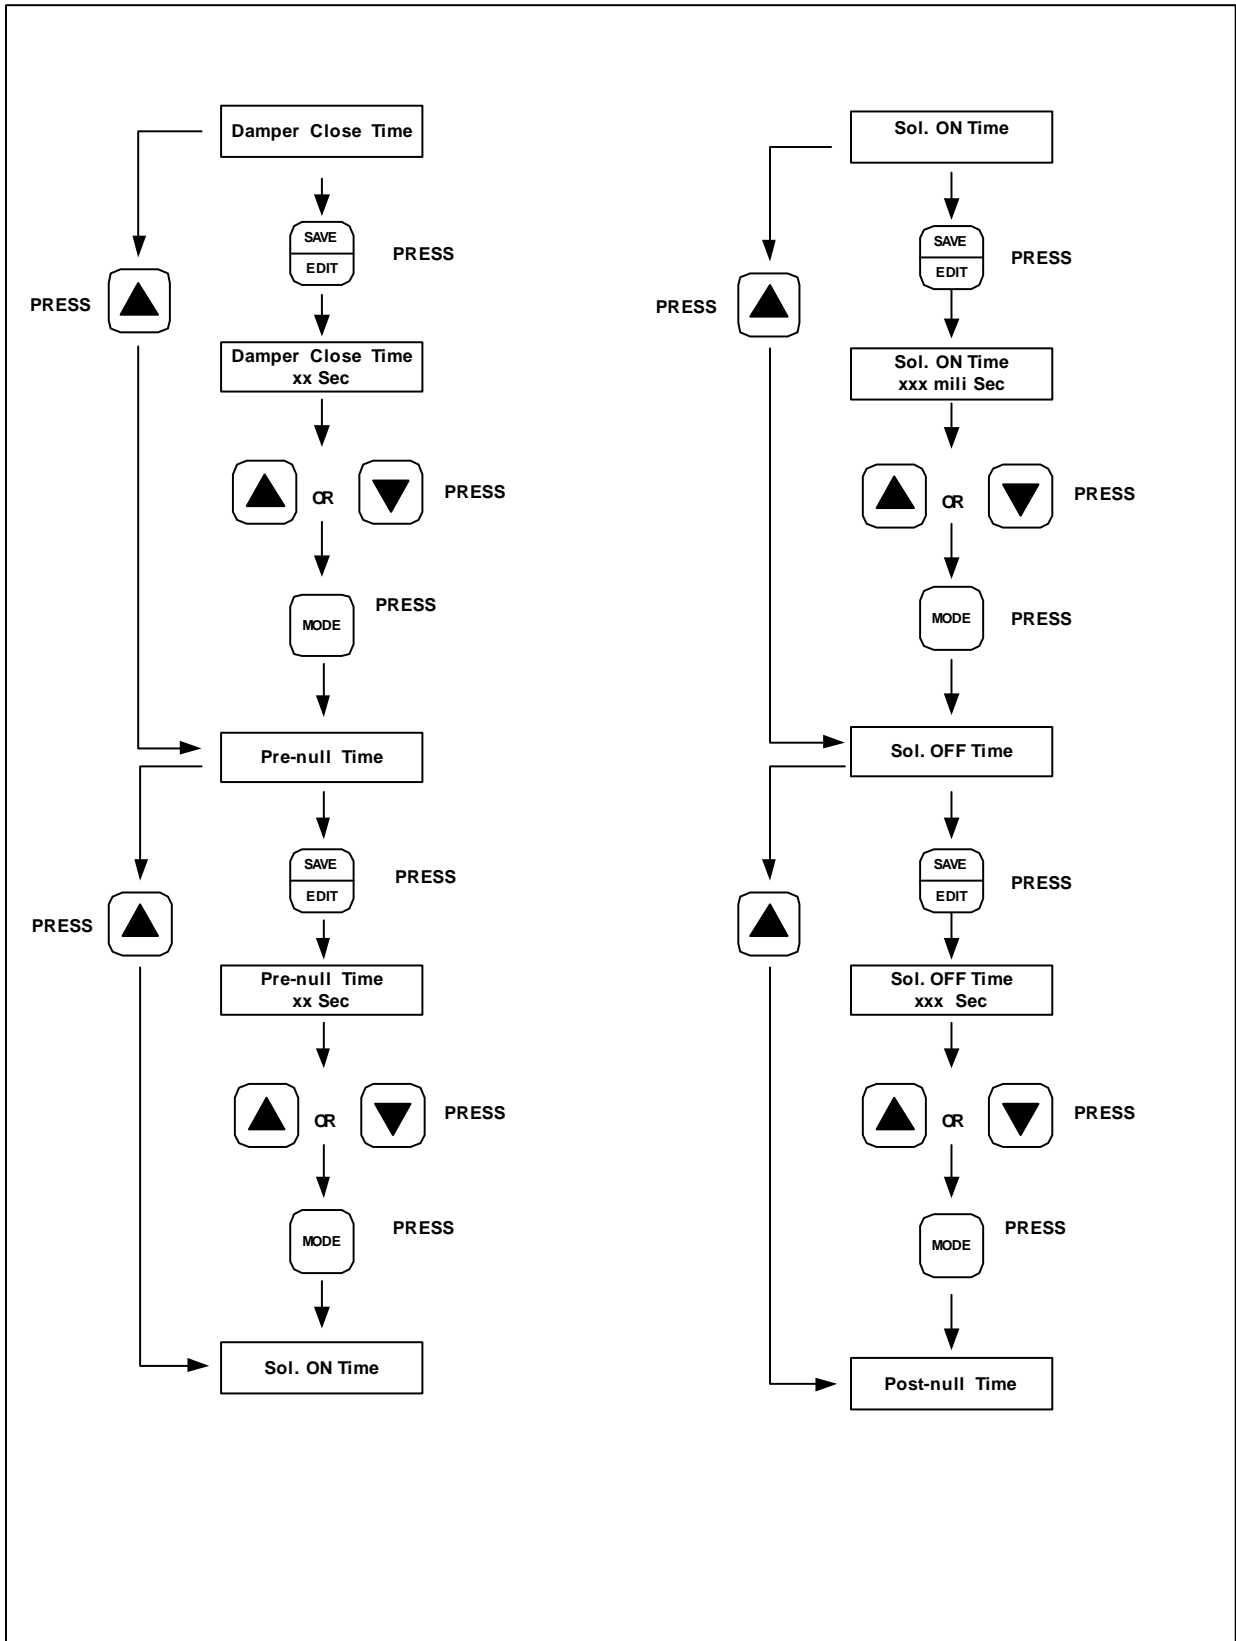 Damper Close Time
SAVE
EDIT
PRESS
PRESS
Damper Close Time
xx Sec
OR
PRESS
MODE
PRESS
Pre-null Time
SAVE
EDIT
PRESS
PRESS
Pre-null Time
xx Sec
OR
PRESS
MODE
PRESS
Sol. ON Time
Sol. ON Time
SAVE
EDIT
PRESS
PRESS
Sol. ON Time
xxx mili Sec
OR
PRESS
MODE
PRESS
Sol. OFF Time
SAVE
EDIT
PRESS
PRESS
Sol. OFF Time
xxx Sec
OR
PRESS
MODE
PRESS
Post-null Time